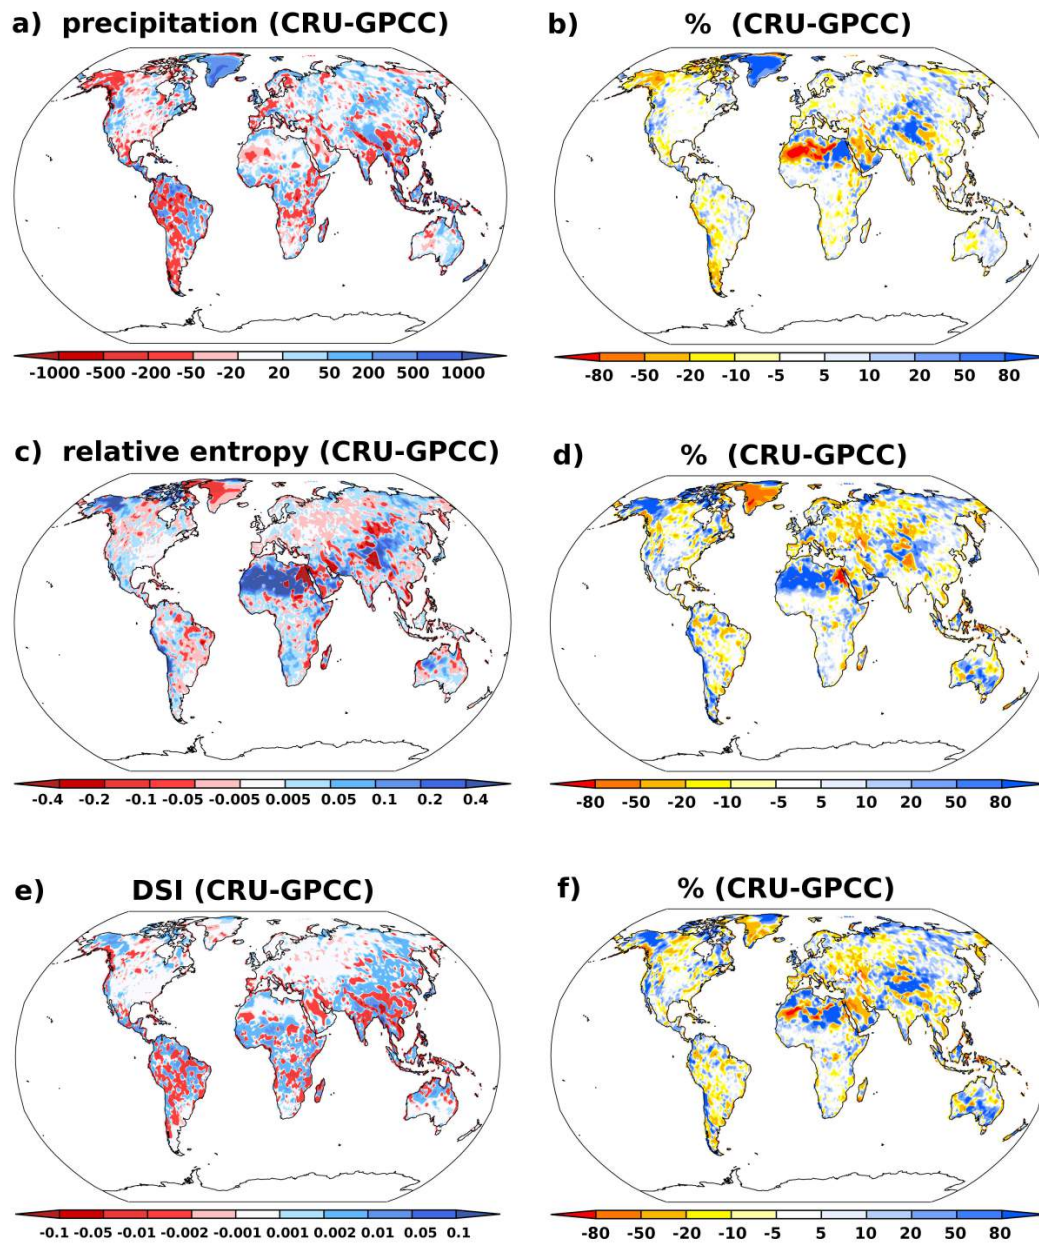 a) precipitation (CRU-GPCC)
b) % (CRU-GPCC)
-1000 -500 -200 -50 -20 20 50 200 500 1000
-80 -50 -20 -10 -5 5 10 20 50 80
c) relative entropy (CRU-GPCC)
d) % (CRU-GPCC)
-0.4 -0.2 -0.1 -0.05 -0.005 0.005 0.05 0.1 0.2 0.4
-80 -50 -20 -10 -5 5 10 20 50 80
e) DSI (CRU-GPCC)
f) % (CRU-GPCC)
-0.1 -0.05 -0.01 -0.002 -0.001 0.001 0.002 0.01 0.05 0.1
-80 -50 -20 -10 -5 5 10 20 50 80